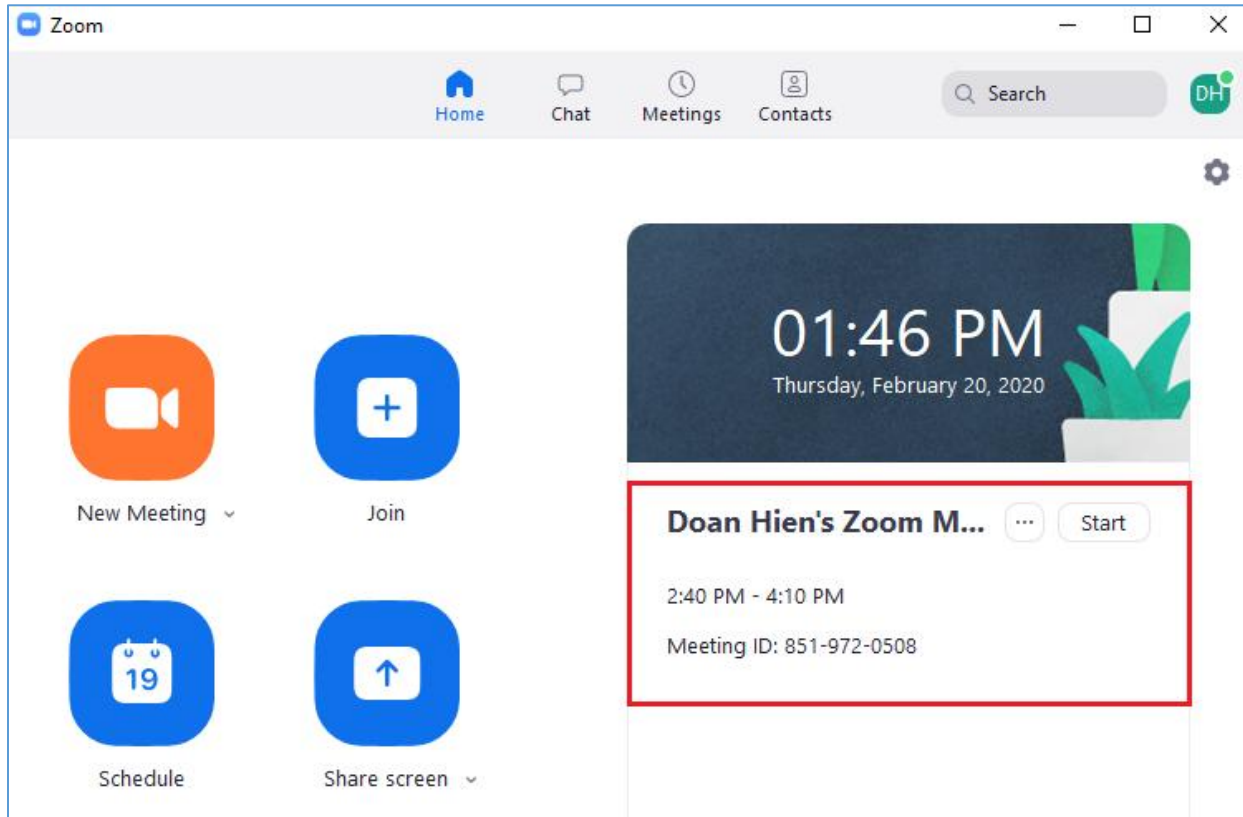 Zoom
Home
Chat
Meetings
Contacts
Search
DH
01:46 PM
Thursday, February 20, 2020
New Meeting
Join
Doan Hien's Zoom M...
Start
2:40 PM - 4:10 PM
Meeting ID: 851-972-0508
19
Schedule
Share screen